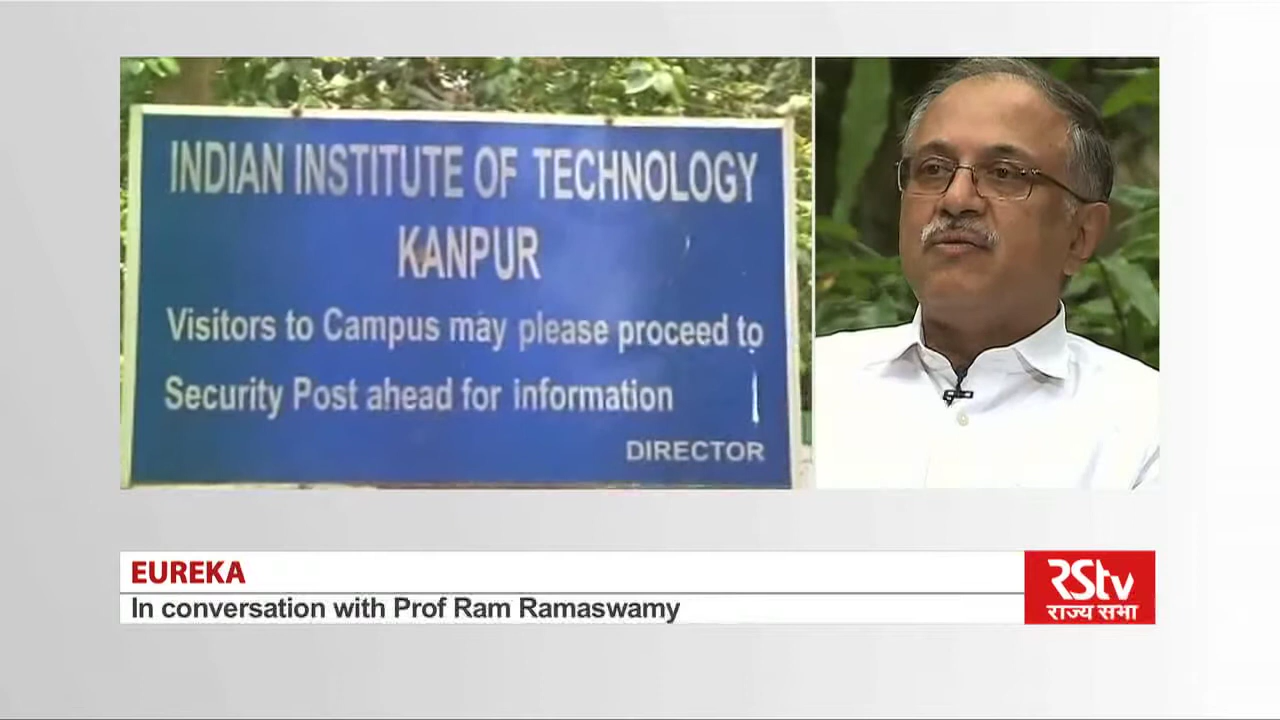 INDIAN INSTITUTE OF TECHNOLOGY
KANPUR
Visitors to Campus may please proceed to
Security Post ahead for information
DIRECTOR
EUREKA
In conversation with Prof Ram Ramaswamy
RStv
राज्य सभा